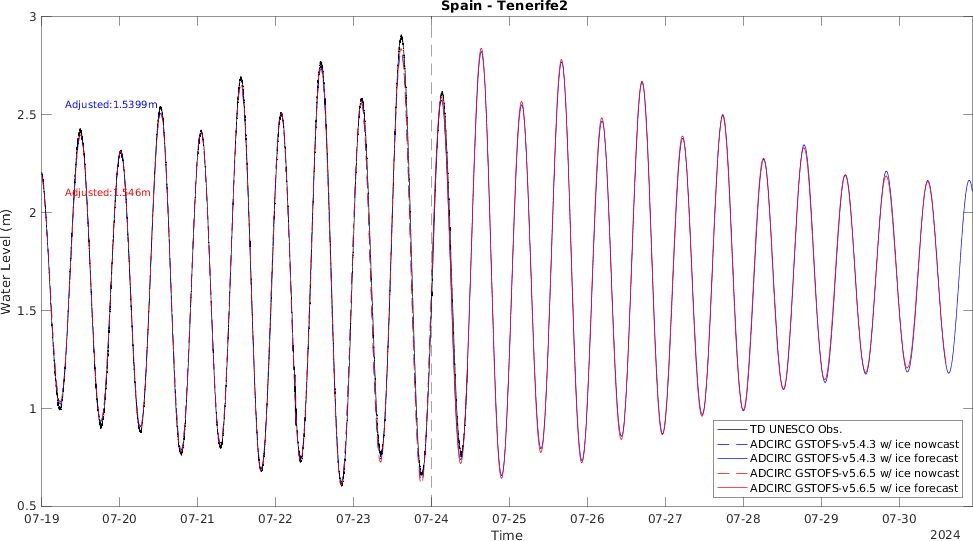 Spain - Tenerife2
3
2.5
2
1.5
1
0.5
Water Level (m)
Adjusted:1.5399m
Adjusted:1.546m
TD UNESCO Obs.
ADCIRC GSTOFS-v5.4.3 w/ ice nowcast
ADCIRC GSTOFS-v5.4.3 w/ ice forecast
ADCIRC GSTOFS-v5.6.5 w/ ice nowcast
ADCIRC GSTOFS-v5.6.5 w/ ice forecast
07-19 07-20 07-21 07-22 07-23 07-24 07-25 07-26 07-27 07-28 07-29 07-30
Time
2024